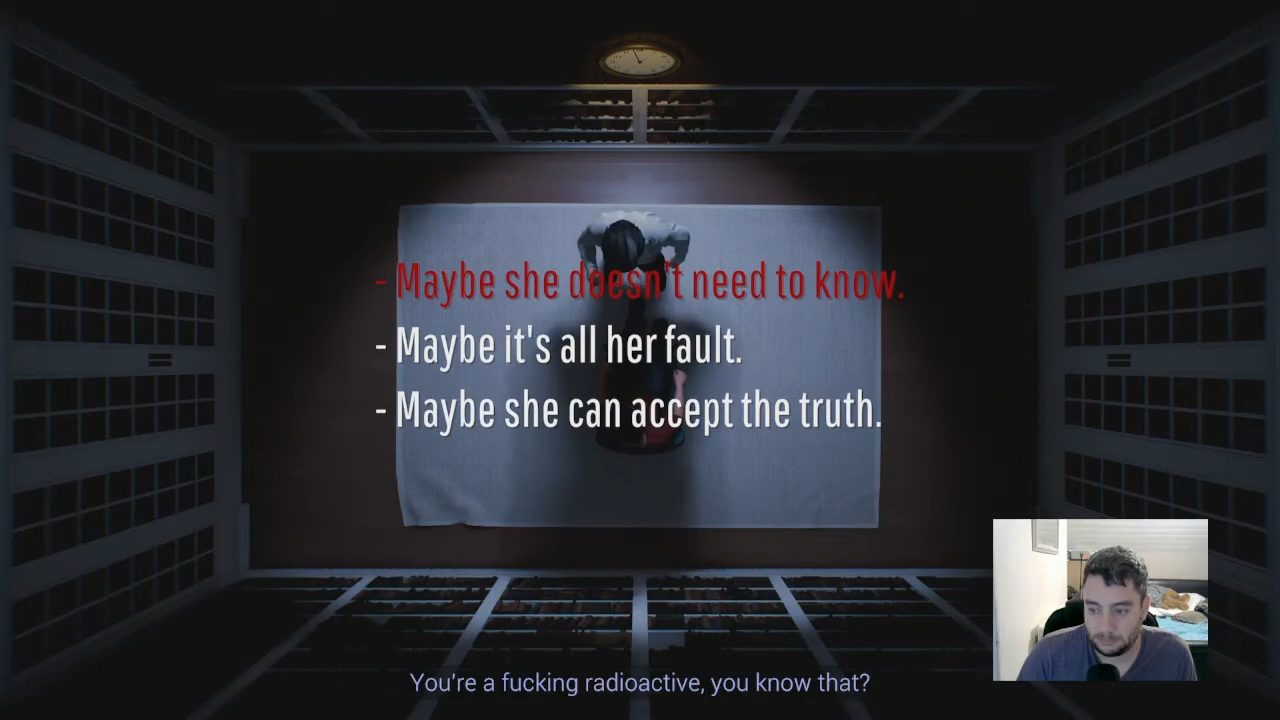 - Maybe she doesn't need to know.
- Maybe it's all her fault.
- Maybe she can accept the truth.
You're a fucking radioactive, you know that?